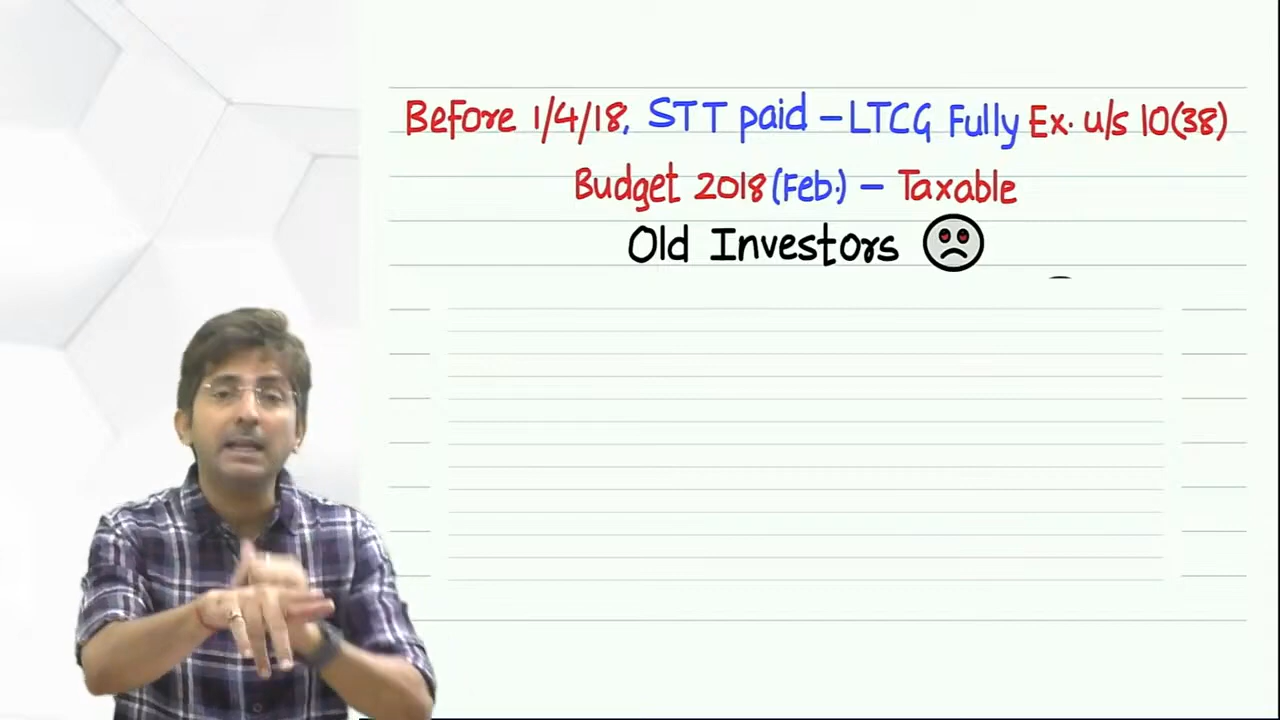 Before 1/4/18, STT paid – LTCG Fully Ex. u/s 10(38)
Budget 2018 (Feb.) – Taxable
Old Investors